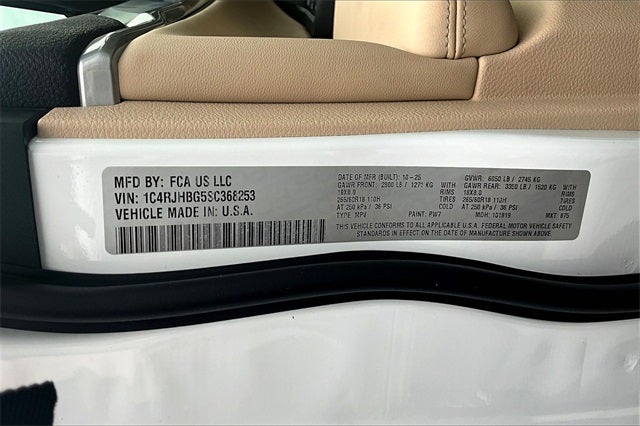 MFD BY: FCA US LLC
VIN: 1C4RJHBG5SC368253
VEHICLE MADE IN U.S.A.
DATE OF MFR (BUILT): 10-25 GVWR: 6050 LB / 2745 KG
GAWR FRONT: 2800 LB / 1271 KG GAWR REAR: 3350 LB / 1520 KG
18X8.0 RIMS 18X8.0 RIMS
265/60R18 110H TIRES 265/60R18 110H TIRES
AT 250 kPa / 36 PSI COLD AT 250 kPa / 36 PSI COLD
TYPE: MPV PAINT: PW7 MDH: 101819 MKT: 875
THIS VEHICLE CONFORMS TO ALL APPLICABLE U.S.A. FEDERAL MOTOR VEHICLE SAFETY
STANDARDS IN EFFECT ON THE DATE OF MANUFACTURE SHOWN ABOVE.